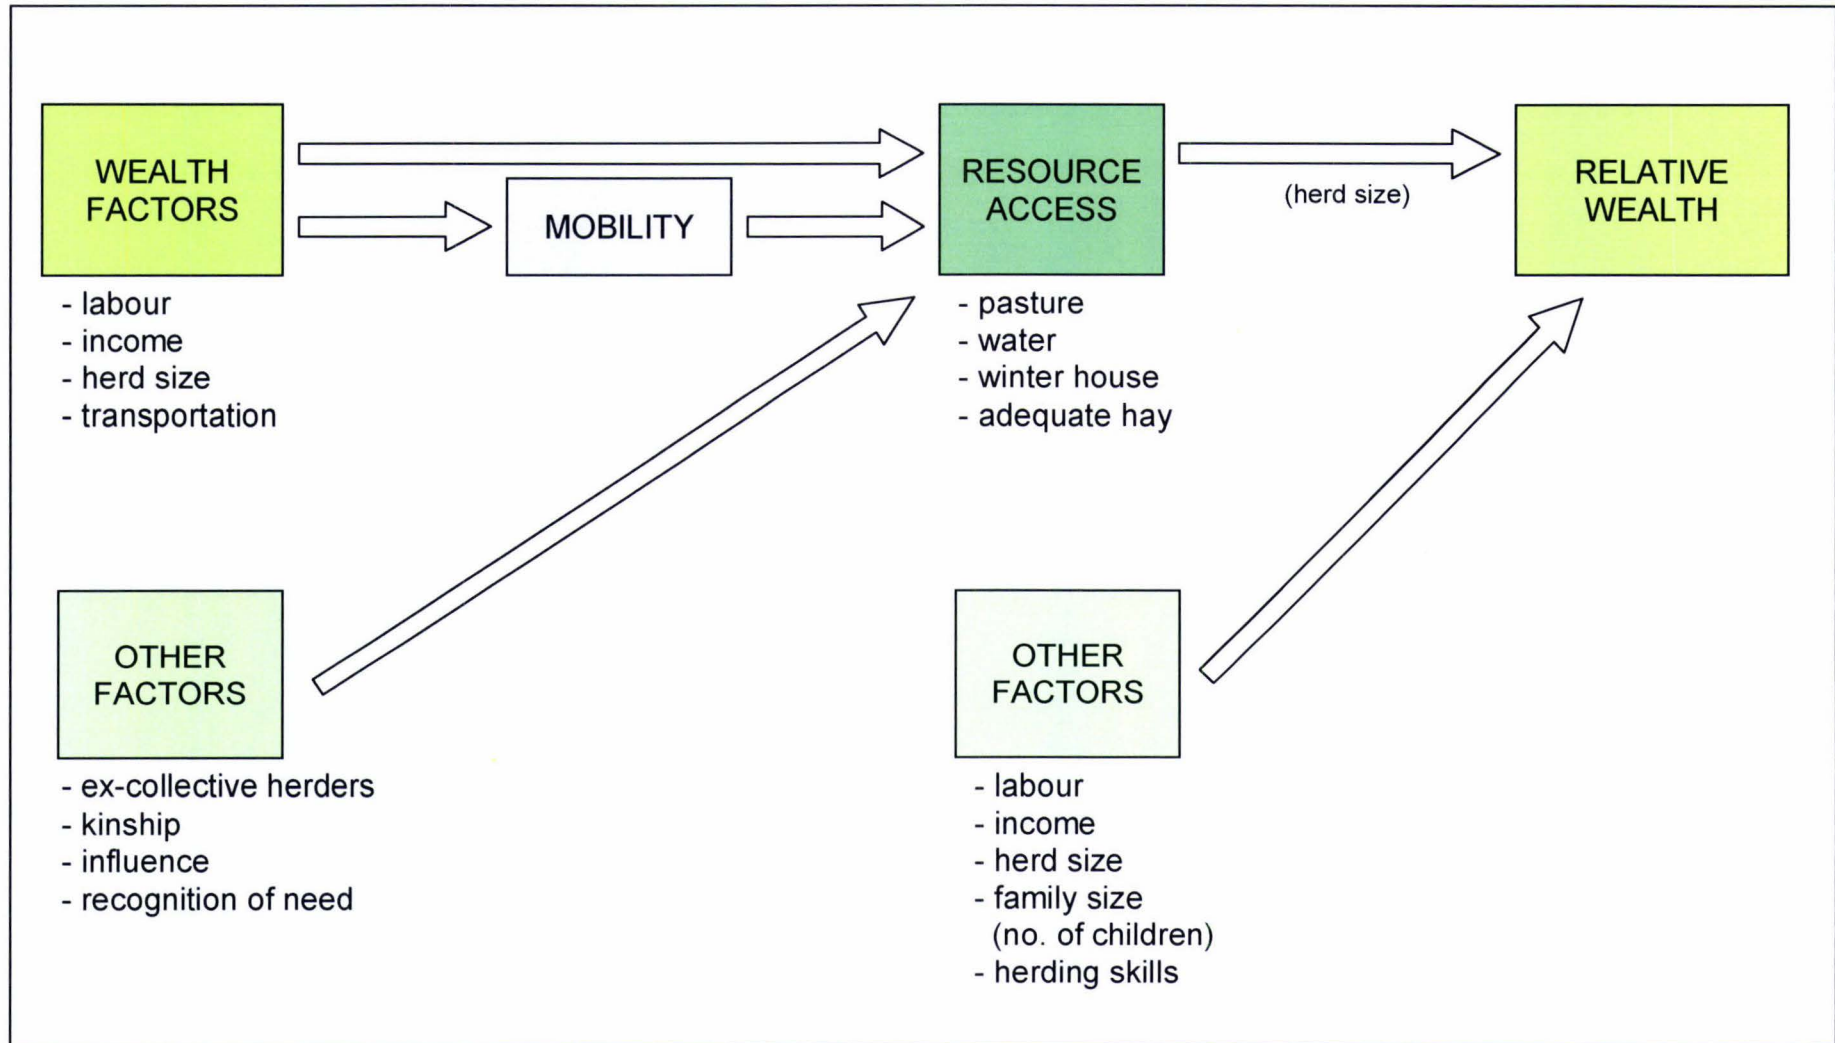 WEALTH
FACTORS
- labour
- income
- herd size
- transportation
MOBILITY
RESOURCE
ACCESS
- pasture
- water
- winter house
- adequate hay
(herd size)
RELATIVE
WEALTH
OTHER
FACTORS
- ex-collective herders
- kinship
- influence
- recognition of need
OTHER
FACTORS
- labour
- income
- herd size
- family size
(no. of children)
- herding skills